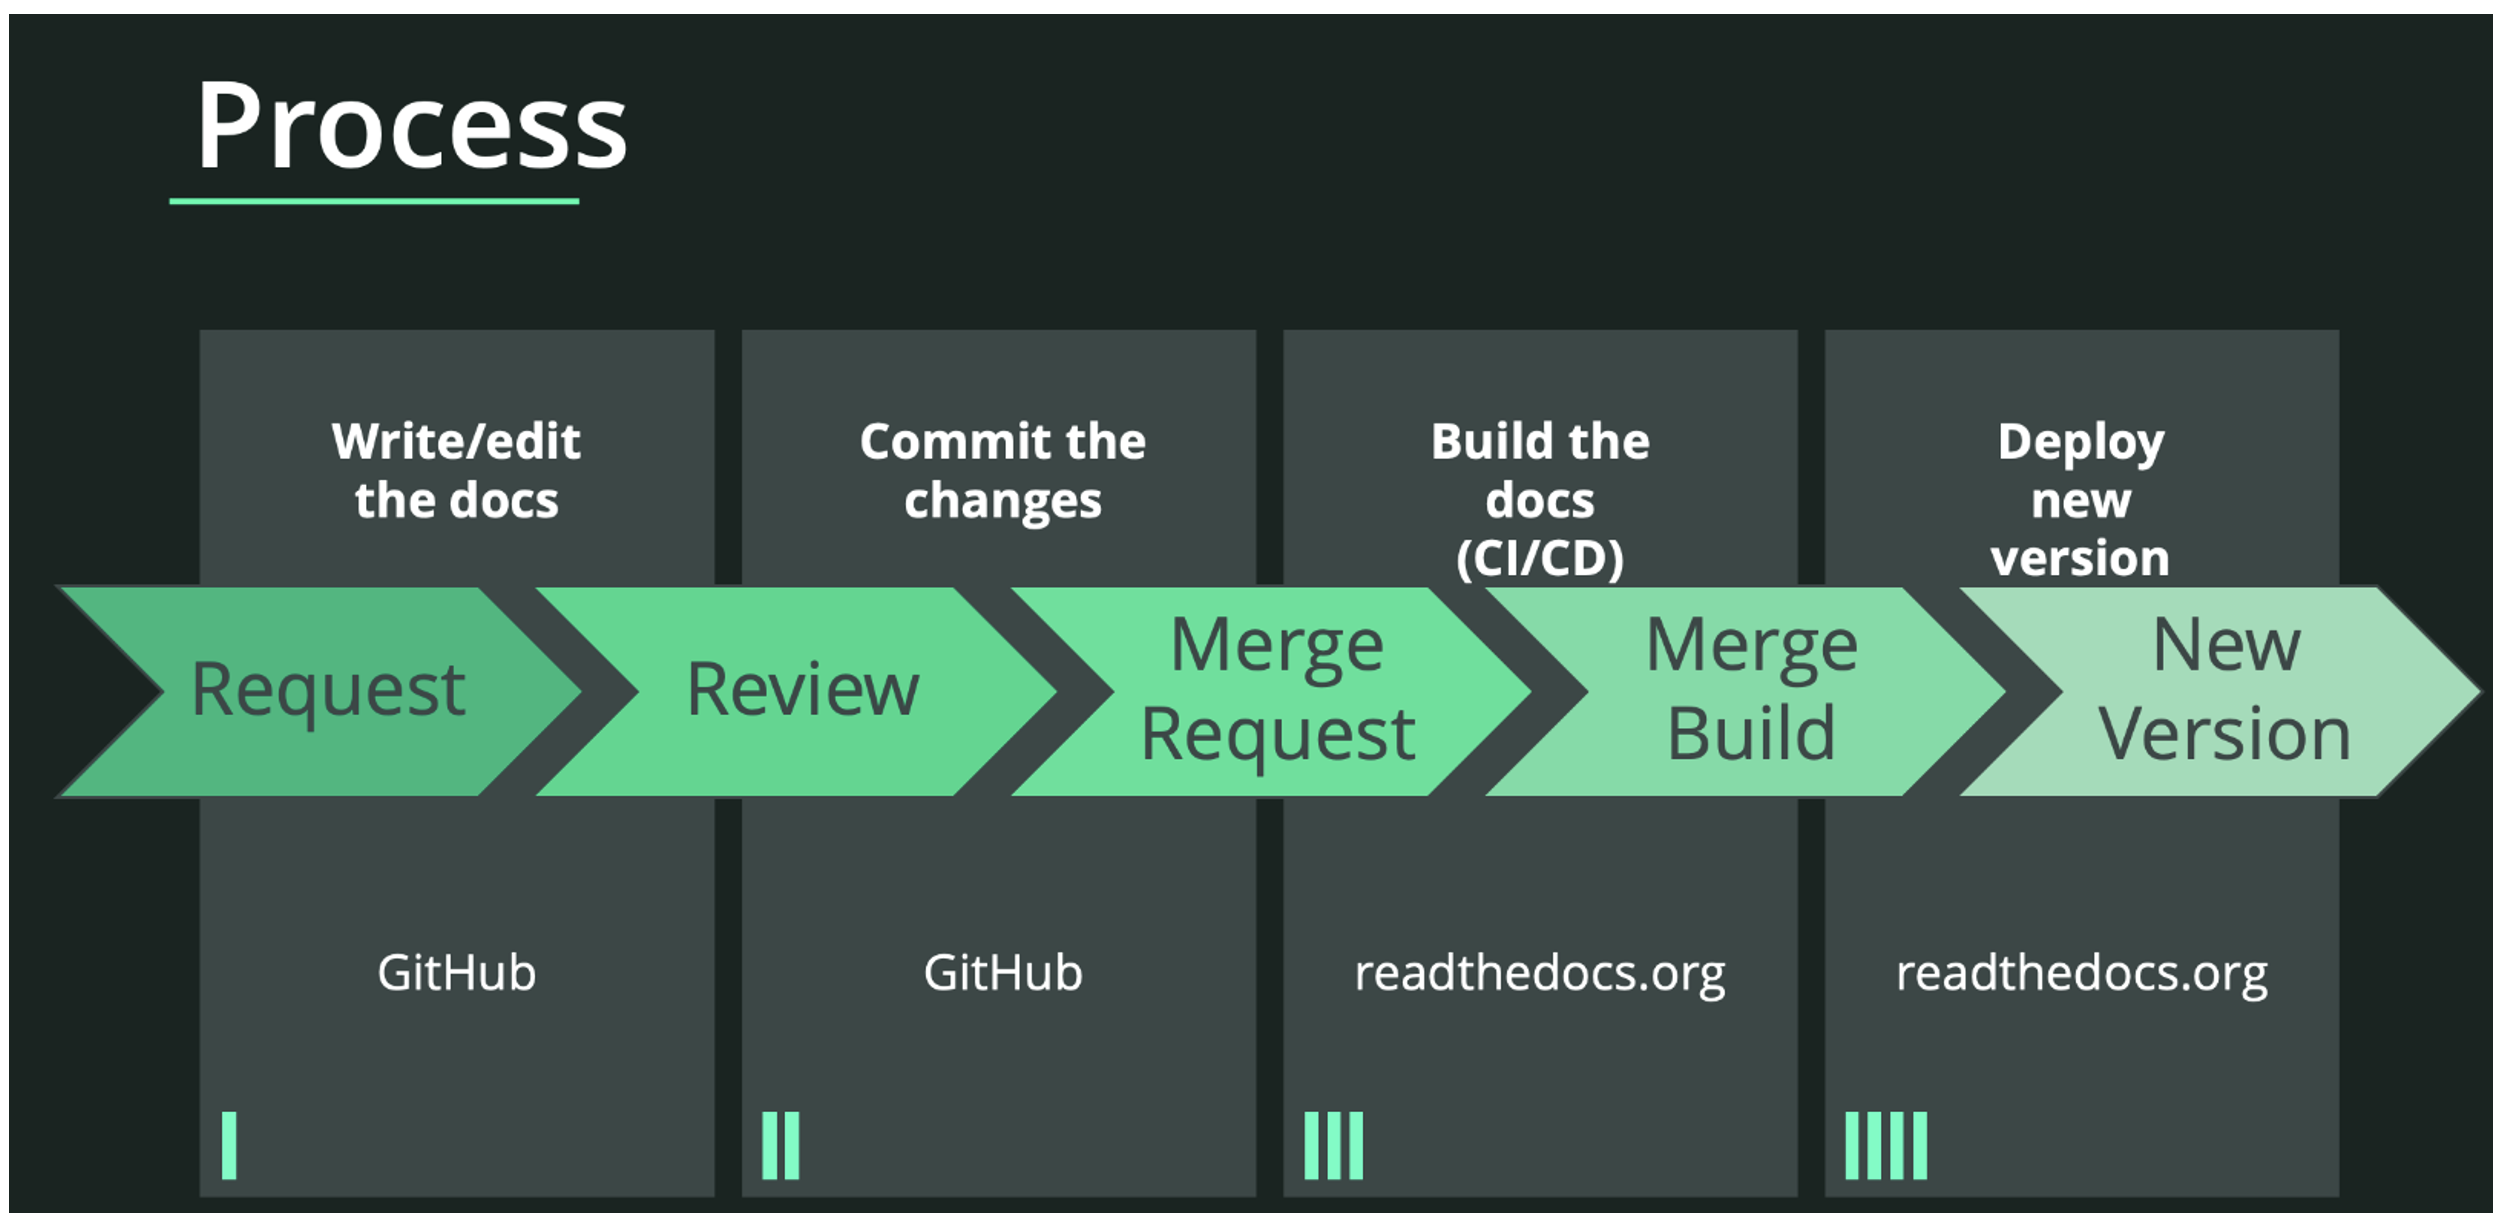 Process
Write/edit
the docs
Commit the
changes
Build the
docs
(CI/CD)
Deploy
new
version
Request
Review
Merge
Request
Merge
Build
New
Version
GitHub
GitHub
readthedocs.org
readthedocs.org